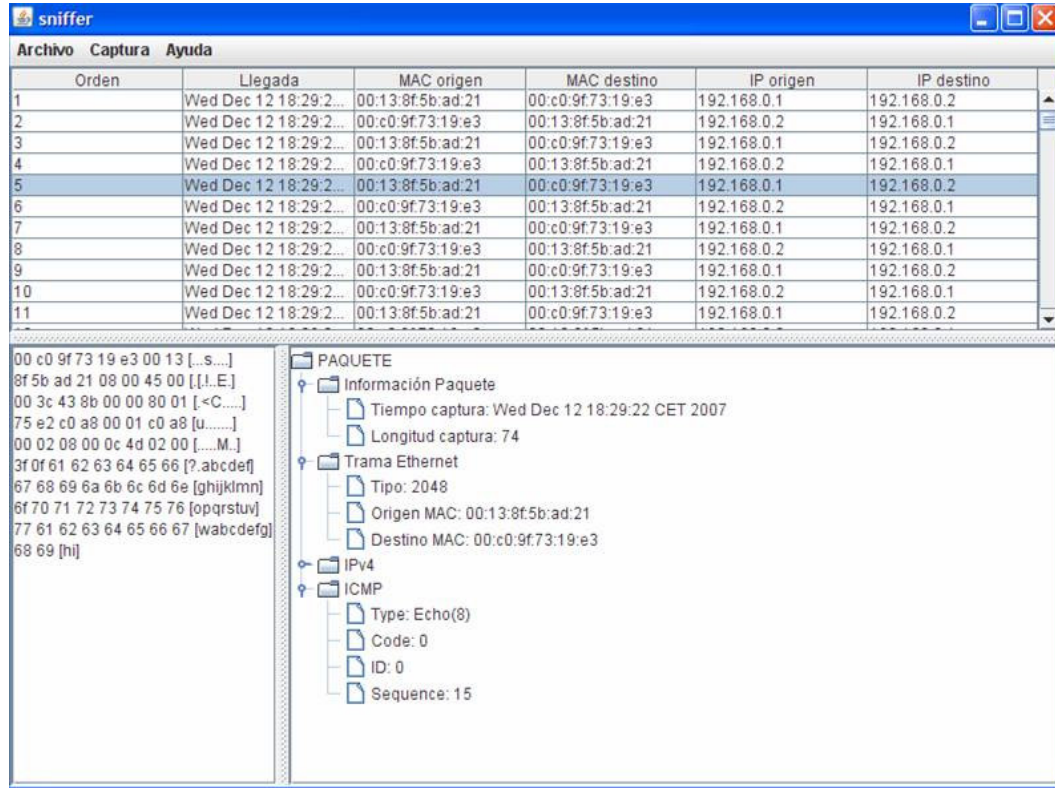 sniffer
Archivo Captura Ayuda
Orden Llegada MAC origen MAC destino IP origen IP destino
1 Wed Dec 12 18:29:2... 00:13:8f:5b:ad:21 00:c0:9f:73:19:e3 192.168.0.1 192.168.0.2
2 Wed Dec 12 18:29:2... 00:c0:9f:73:19:e3 00:13:8f:5b:ad:21 192.168.0.2 192.168.0.1
3 Wed Dec 12 18:29:2... 00:13:8f:5b:ad:21 00:c0:9f:73:19:e3 192.168.0.1 192.168.0.2
4 Wed Dec 12 18:29:2... 00:c0:9f:73:19:e3 00:13:8f:5b:ad:21 192.168.0.2 192.168.0.1
5 Wed Dec 12 18:29:2... 00:13:8f:5b:ad:21 00:c0:9f:73:19:e3 192.168.0.1 192.168.0.2
6 Wed Dec 12 18:29:2... 00:c0:9f:73:19:e3 00:13:8f:5b:ad:21 192.168.0.2 192.168.0.1
7 Wed Dec 12 18:29:2... 00:13:8f:5b:ad:21 00:c0:9f:73:19:e3 192.168.0.1 192.168.0.2
8 Wed Dec 12 18:29:2... 00:c0:9f:73:19:e3 00:13:8f:5b:ad:21 192.168.0.2 192.168.0.1
9 Wed Dec 12 18:29:2... 00:13:8f:5b:ad:21 00:c0:9f:73:19:e3 192.168.0.1 192.168.0.2
10 Wed Dec 12 18:29:2... 00:c0:9f:73:19:e3 00:13:8f:5b:ad:21 192.168.0.2 192.168.0.1
11 Wed Dec 12 18:29:2... 00:13:8f:5b:ad:21 00:c0:9f:73:19:e3 192.168.0.1 192.168.0.2
00 c0 9f 73 19 e3 00 13 [...s....]
8f 5b ad 21 08 00 45 00 [.[.!..E.]
00 3c 43 8b 00 00 80 01 [.<C.....]
75 e2 c0 a8 00 01 c0 a8 [u.......]
00 02 08 00 0c 4d 02 00 [.....M..]
3f 0f 61 62 63 64 65 66 [?.abcdef]
67 68 69 6a 6b 6c 6d 6e [ghijklmn]
6f 70 71 72 73 74 75 76 [opqrstuv]
77 61 62 63 64 65 66 67 [wabcdefg]
68 69 [hi]
PAQUETE
Información Paquete
Tiempo captura: Wed Dec 12 18:29:22 CET 2007
Longitud captura: 74
Trama Ethernet
Tipo: 2048
Origen MAC: 00:13:8f:5b:ad:21
Destino MAC: 00:c0:9f:73:19:e3
IPv4
ICMP
Type: Echo(8)
Code: 0
ID: 0
Sequence: 15